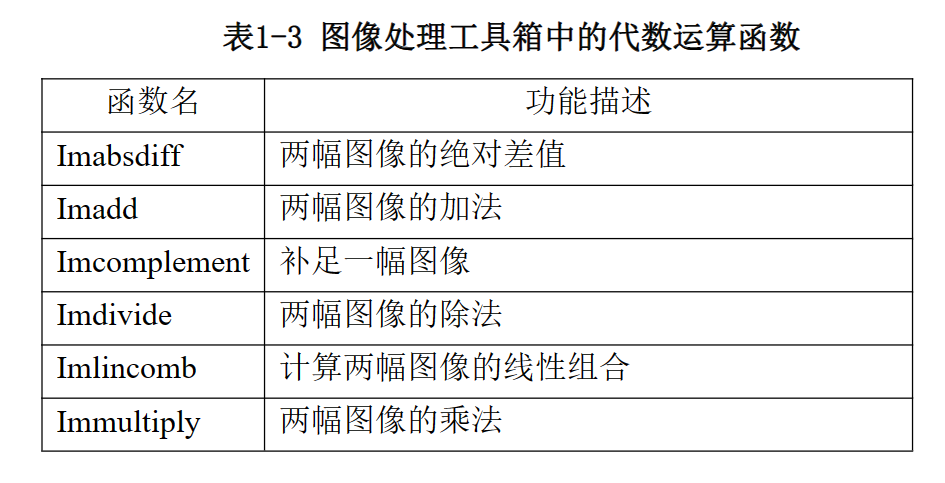 表1-3 图像处理工具箱中的代数运算函数
函数名 功能描述
Imabsdiff 两幅图像的绝对差值
Imadd 两幅图像的加法
Imcomplement 补足一幅图像
Imdivide 两幅图像的除法
Imlincomb 计算两幅图像的线性组合
Immultiply 两幅图像的乘法